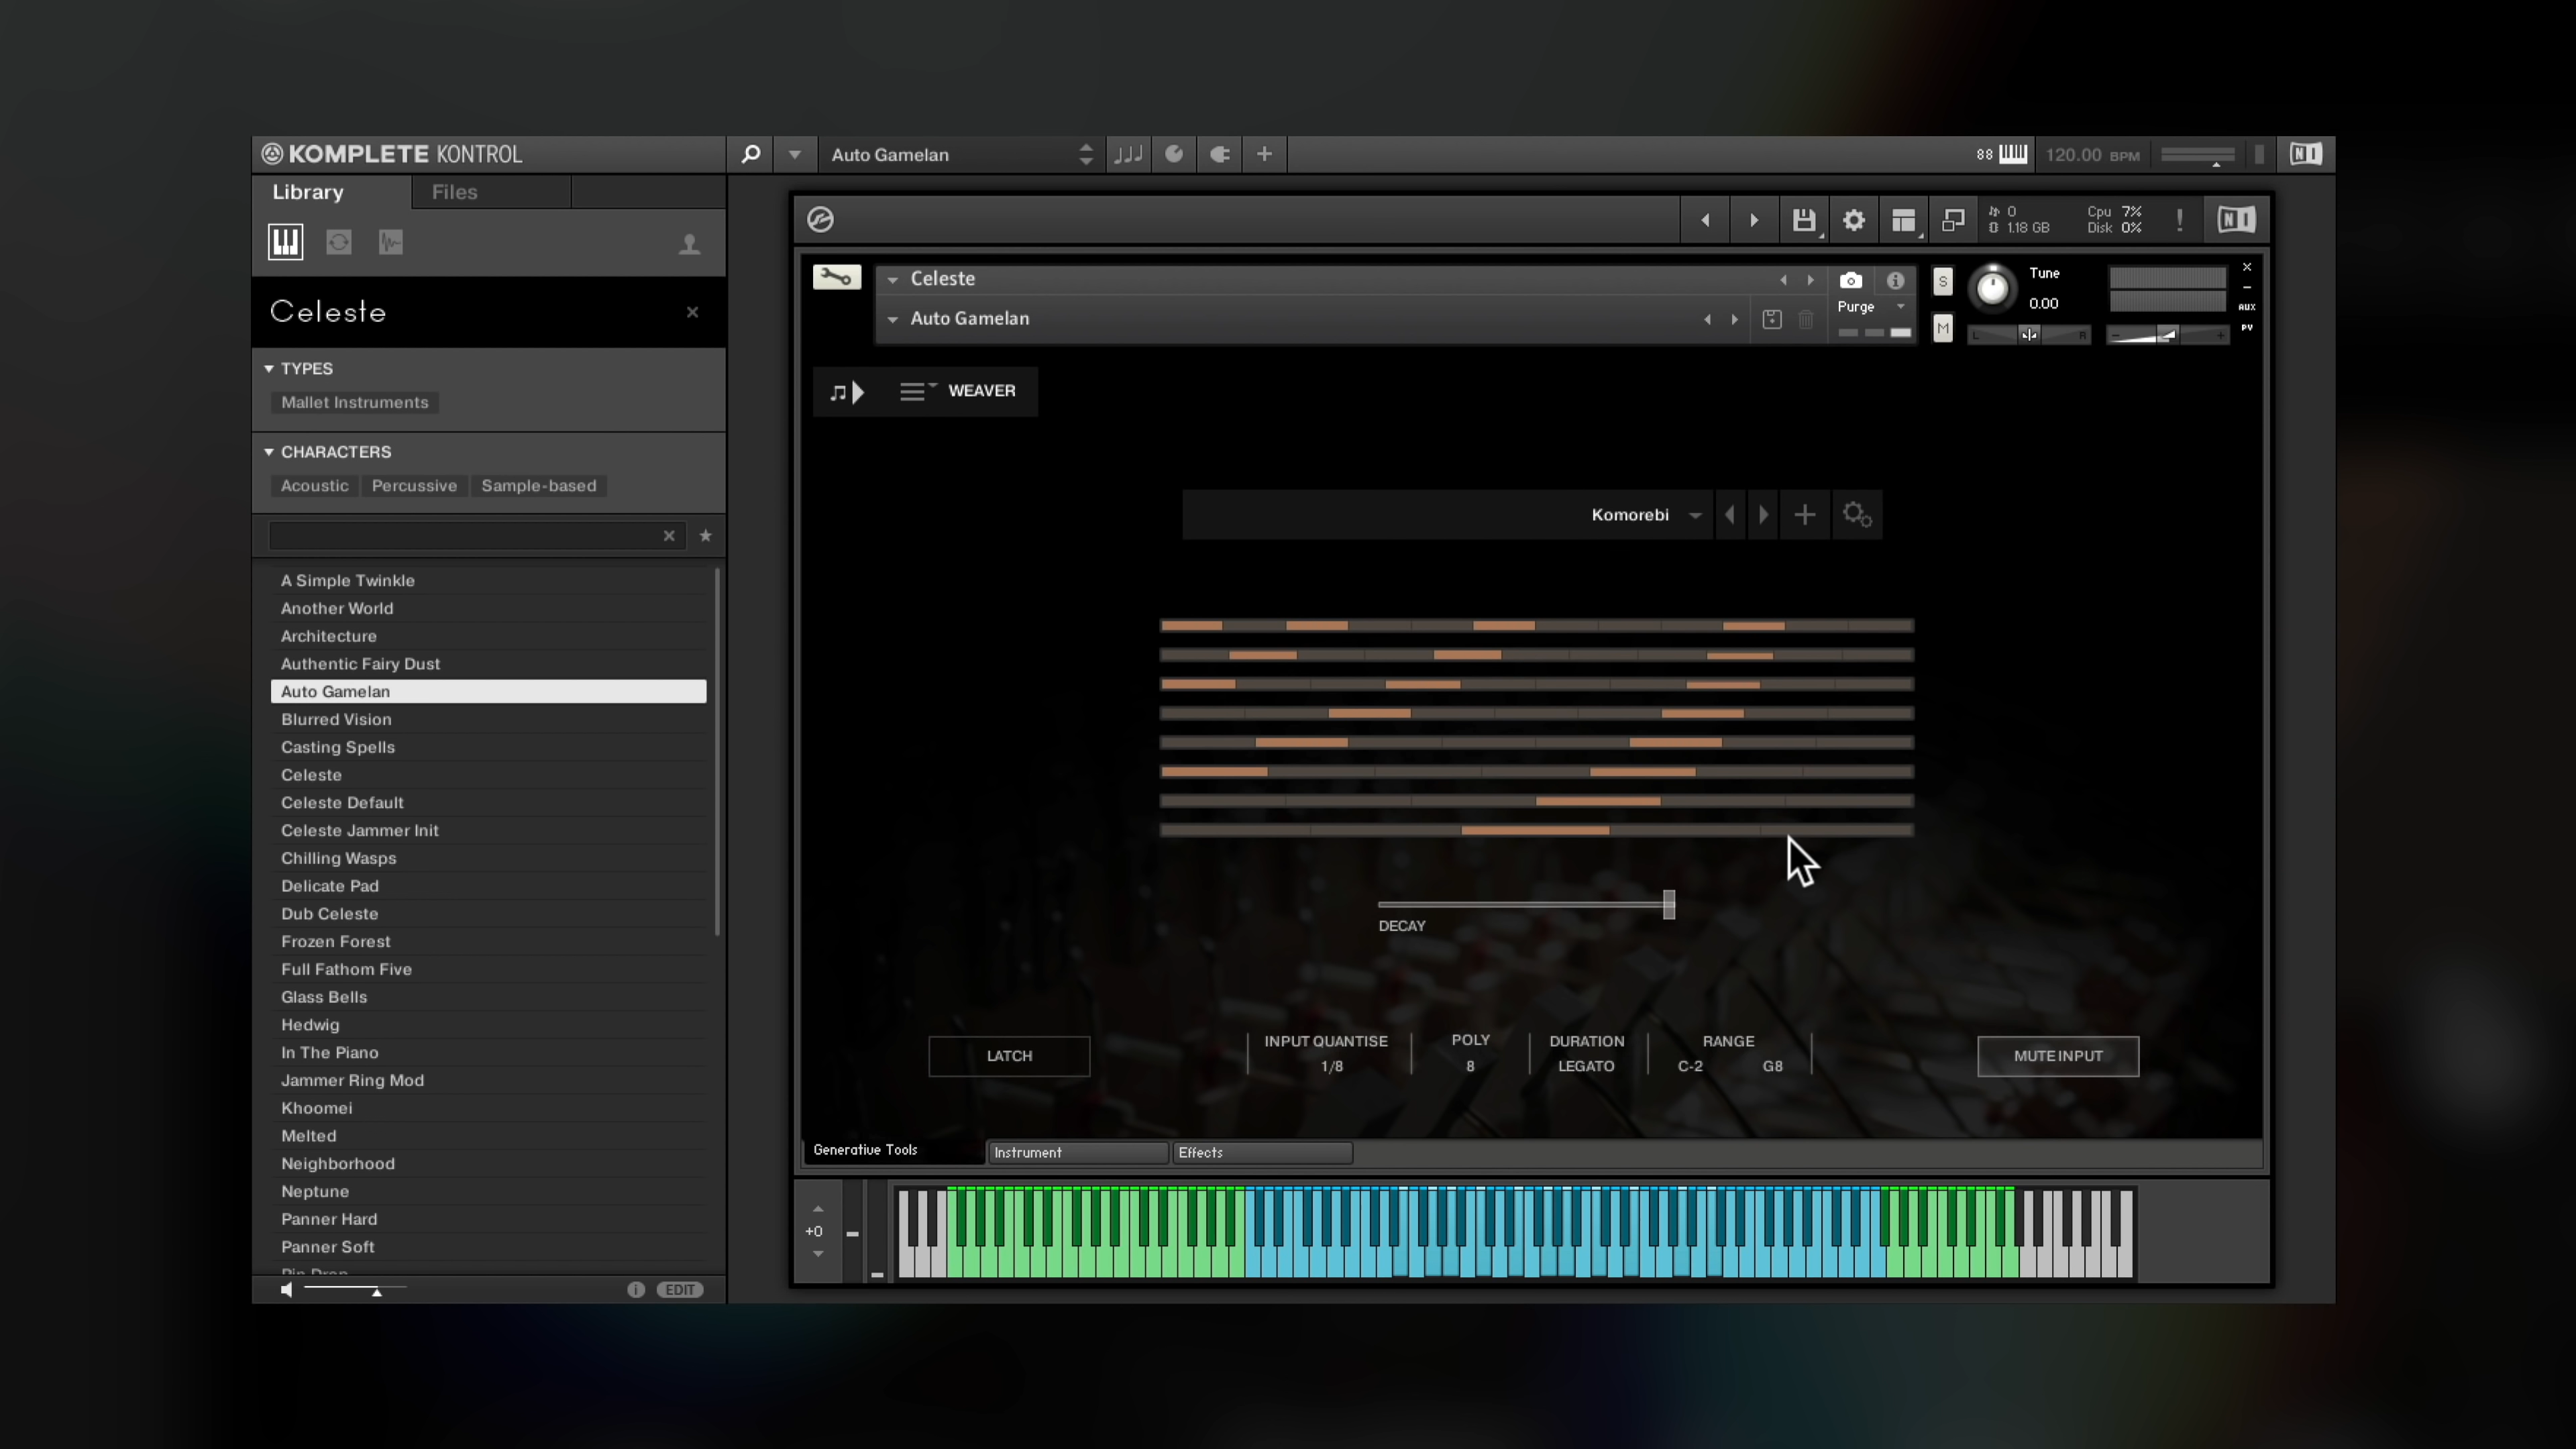 KOMPLETE KONTROL
Auto Gamelan
88
120.00 BPM
Library
Files
Celeste
TYPES
Mallet Instruments
CHARACTERS
Acoustic
Percussive
Sample-based
A Simple Twinkle
Another World
Architecture
Authentic Fairy Dust
Auto Gamelan
Blurred Vision
Casting Spells
Celeste
Celeste Default
Celeste Jammer Init
Chilling Wasps
Delicate Pad
Dub Celeste
Frozen Forest
Full Fathom Five
Glass Bells
Hedwig
In The Piano
Jammer Ring Mod
Khoomei
Melted
Neighborhood
Neptune
Panner Hard
Panner Soft
Pin Drop
EDIT
0
1.18 GB
Cpu 7%
Disk 0%
!
NI
Celeste
Auto Gamelan
Purge
S
M
Tune
0.00
L
R
AUX
PV
WEAVER
Komorebi
DECAY
LATCH
INPUT QUANTISE
1/8
POLY
8
DURATION
LEGATO
RANGE
C-2
G8
MUTE INPUT
Generative Tools
Instrument
Effects
+0